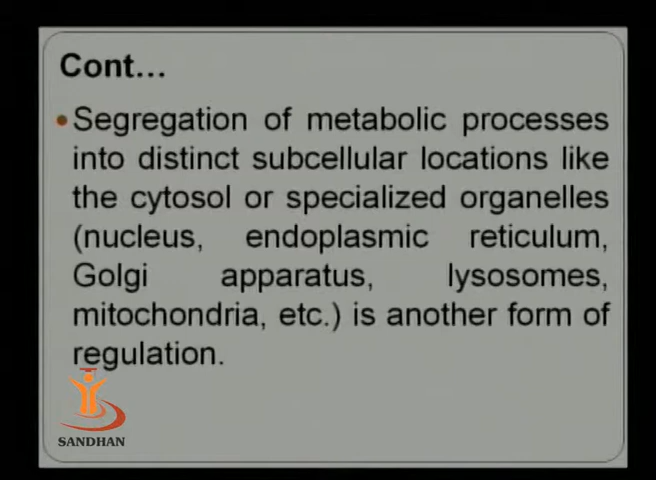 Cont...
•Segregation of metabolic processes
into distinct subcellular locations like
the cytosol or specialized organelles
(nucleus, endoplasmic reticulum,
Golgi apparatus, lysosomes,
mitochondria, etc.) is another form of
regulation.
SANDHAN